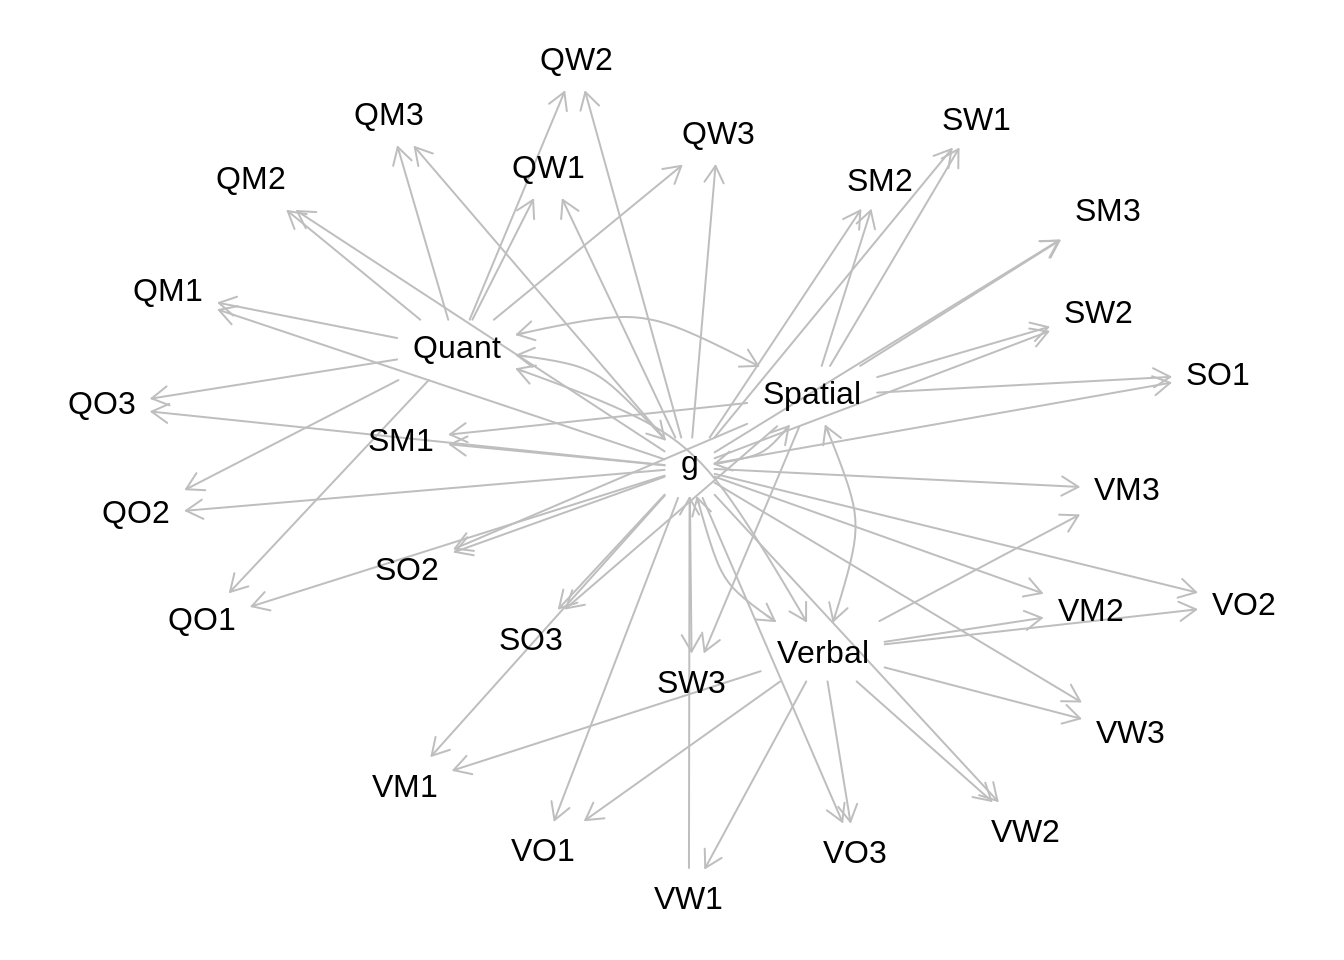 QW2
QM3
SW1
QW3
QW1
QM2
SM2
SM3
QM1
SW2
Quant
SO1
Spatial
QO3
SM1
g
VM3
QO2
SO2
VO2
VM2
QO1
SO3
Verbal
SW3
VW3
VM1
VW2
VO1
VO3
VW1